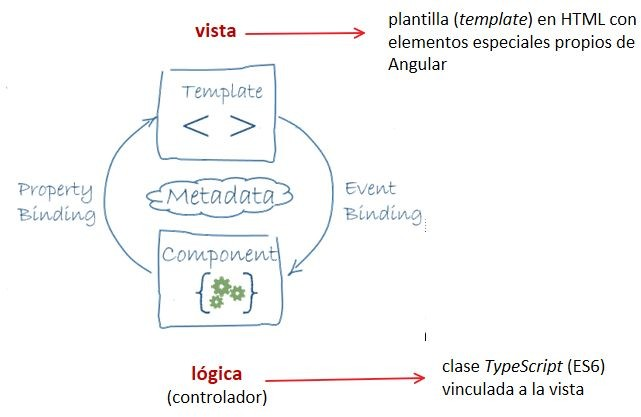 vista
plantilla (template) en HTML con
elementos especiales propios de
Angular
Template
< >
Property
Binding
Metadata
Event
Binding
Component
{ }
lógica
(controlador)
clase TypeScript (ES6)
vinculada a la vista